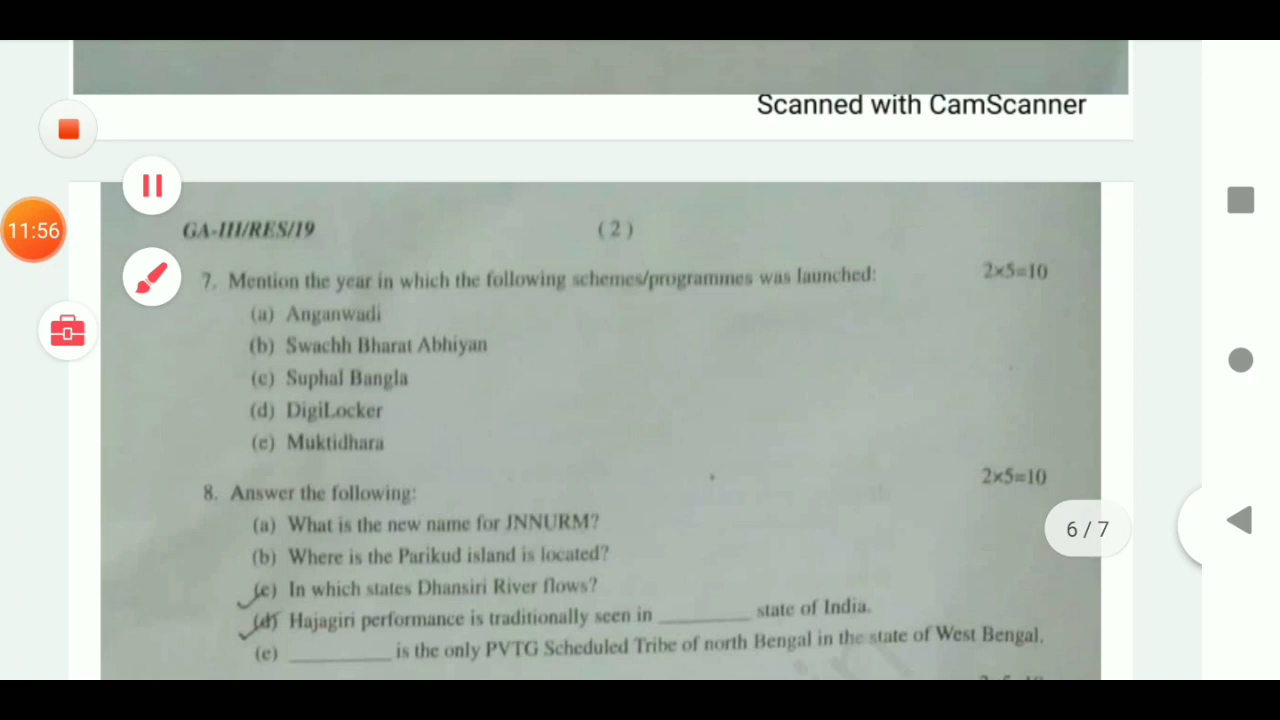 Scanned with CamScanner
11:56
GA-III/RES/19 (2)
7. Mention the year in which the following schemes/programmes was launched: 2×5=10
(a) Anganwadi
(b) Swachh Bharat Abhiyan
(c) Suphal Bangla
(d) DigiLocker
(e) Muktidhara
8. Answer the following: 2×5=10
(a) What is the new name for JNNURM?
(b) Where is the Parikud island is located?
(c) In which states Dhansiri River flows?
(d) Hajagiri performance is traditionally seen in ________ state of India.
(e) __________ is the only PVTG Scheduled Tribe of north Bengal in the state of West Bengal.
6 / 7